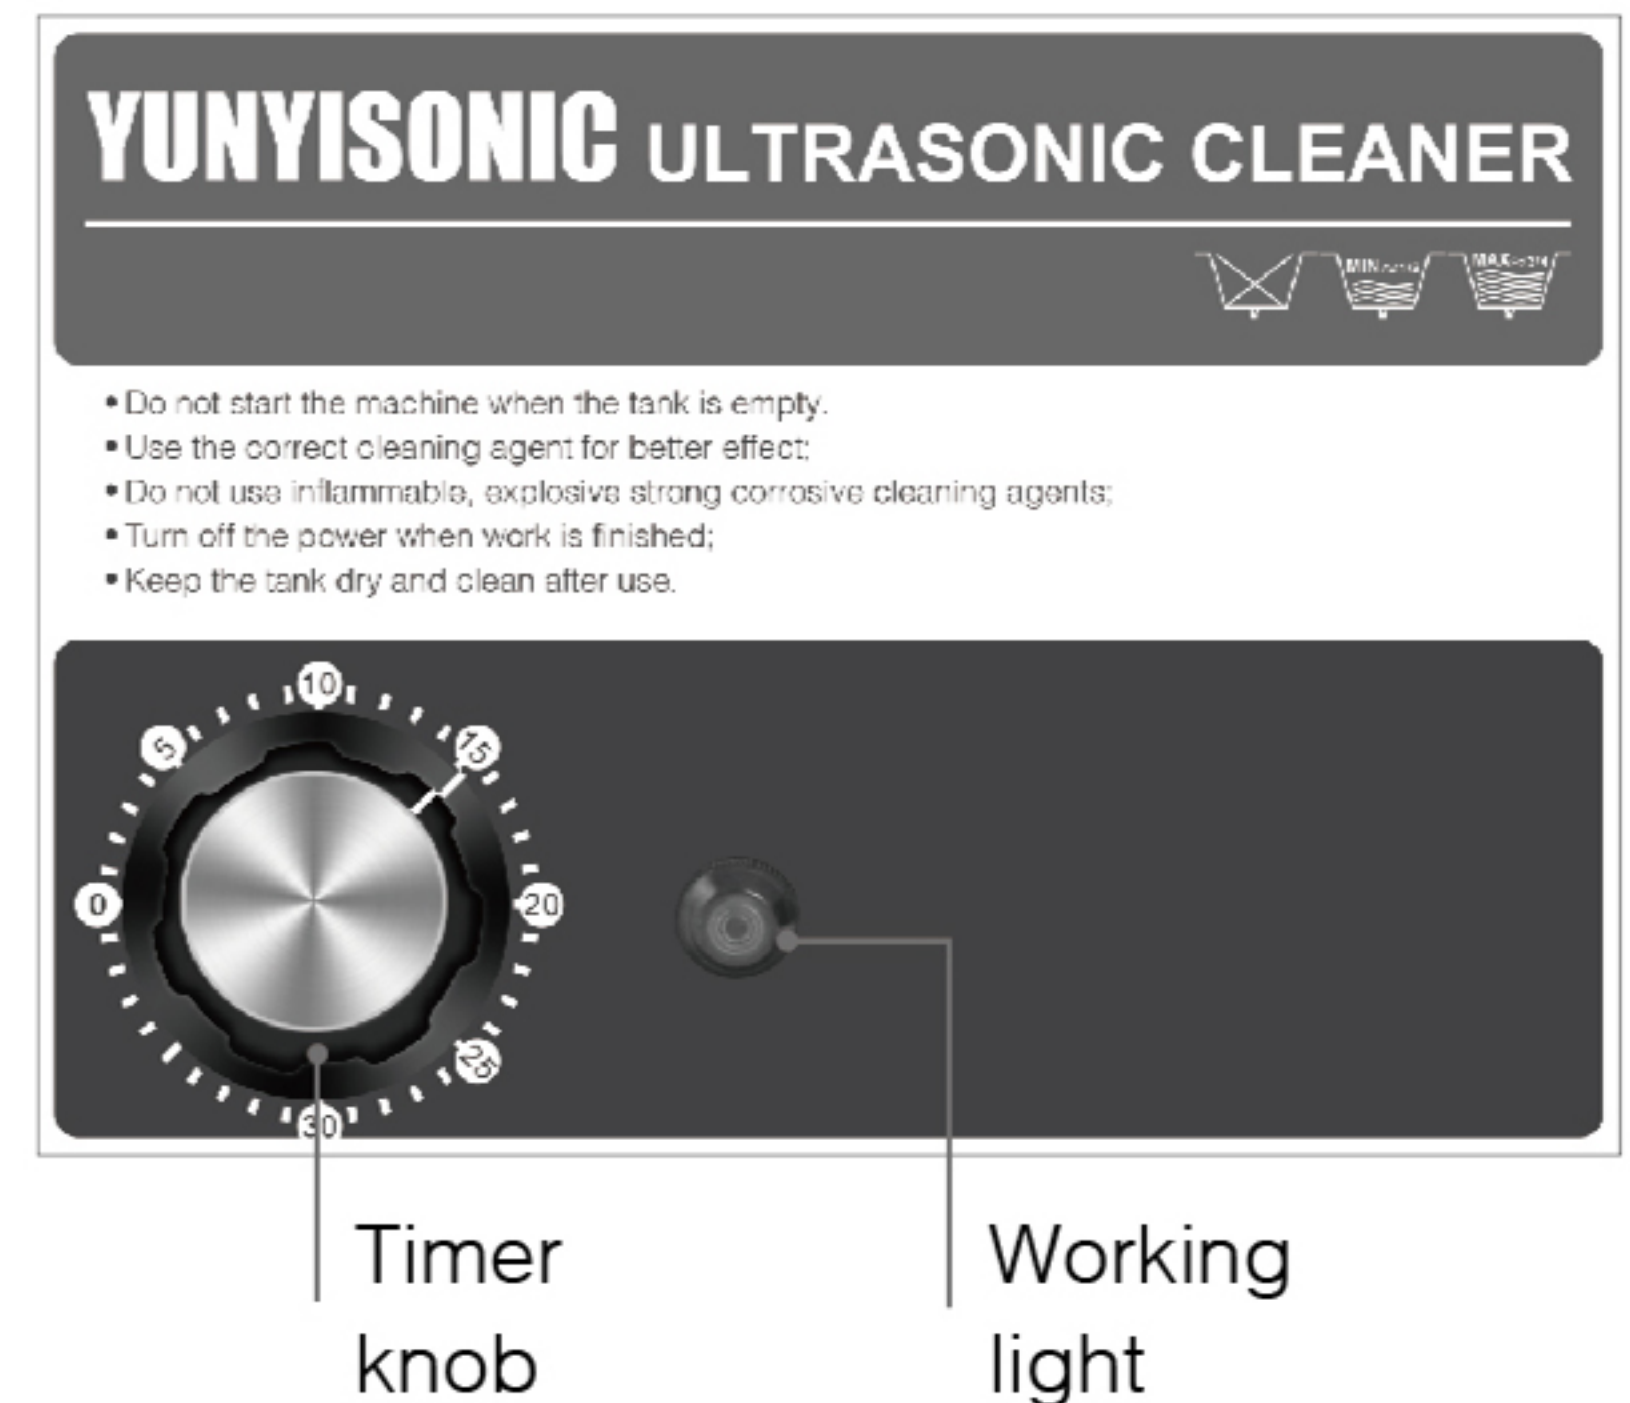 YUNYISONIC ULTRASONIC CLEANER
MIN
MAX
• Do not start the machine when the tank is empty.
• Use the correct cleaning agent for better effect;
• Do not use inflammable, explosive strong corrosive cleaning agents;
• Turn off the power when work is finished;
• Keep the tank dry and clean after use.
10
5
15
0
20
25
30
Timer
knob
Working
light